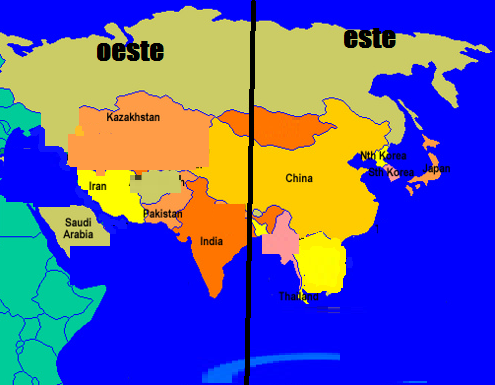 oeste
este
Kazakhstan
Nth Korea
Sth Korea
Japan
China
Iran
Pakistan
Saudi
Arabia
India
Thailand